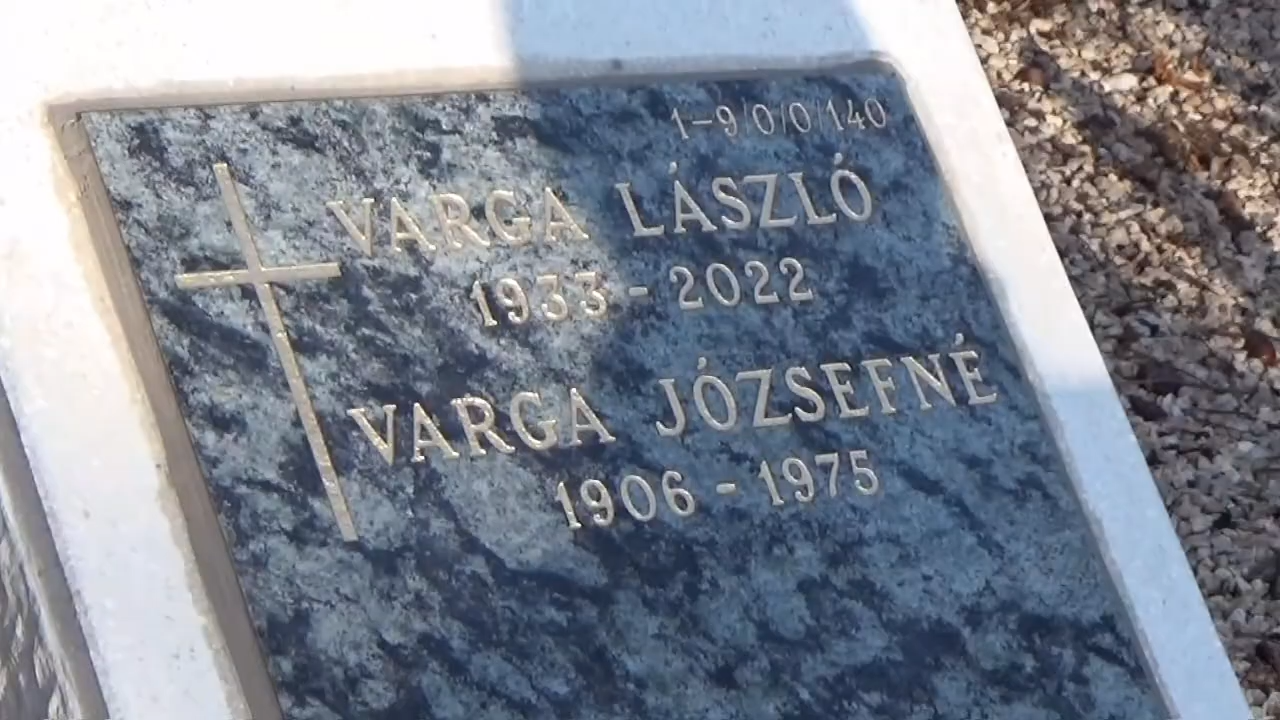 1-9/0/0/140
VARGA LÁSZLÓ
1933 - 2022
VARGA JÓZSEFNÉ
1906 - 1975